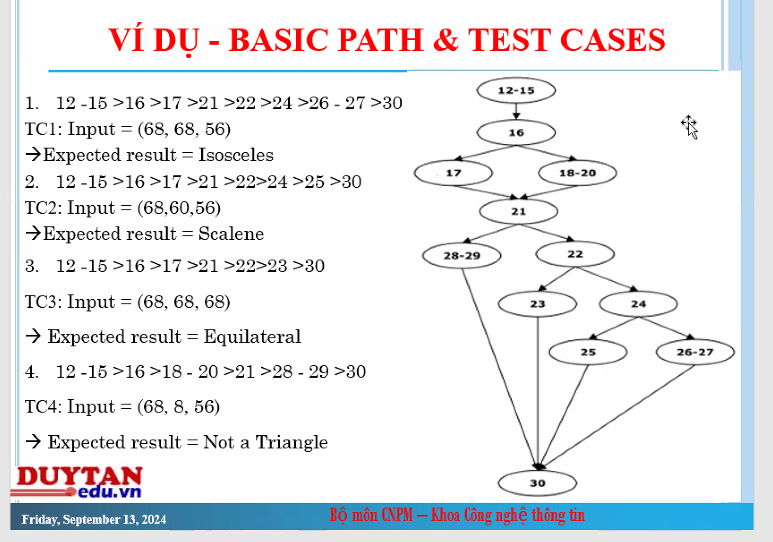 VÍ DỤ - BASIC PATH & TEST CASES
1. 12 -15 >16 >17 >21 >22 >24 >26 - 27 >30
TC1: Input = (68, 68, 56)
→Expected result = Isosceles
2. 12 -15 >16 >17 >21 >22>24 >25 >30
TC2: Input = (68,60,56)
→Expected result = Scalene
3. 12 -15 >16 >17 >21 >22>23 >30
TC3: Input = (68, 68, 68)
→ Expected result = Equilateral
4. 12 -15 >16 >18 - 20 >21 >28 - 29 >30
TC4: Input = (68, 8, 56)
→ Expected result = Not a Triangle
12-15
16
17
18-20
21
28-29
22
23
24
25
26-27
30
DUYTAN
edu.vn
Friday, September 13, 2024
Bộ môn CNPM – Khoa Công nghệ thông tin